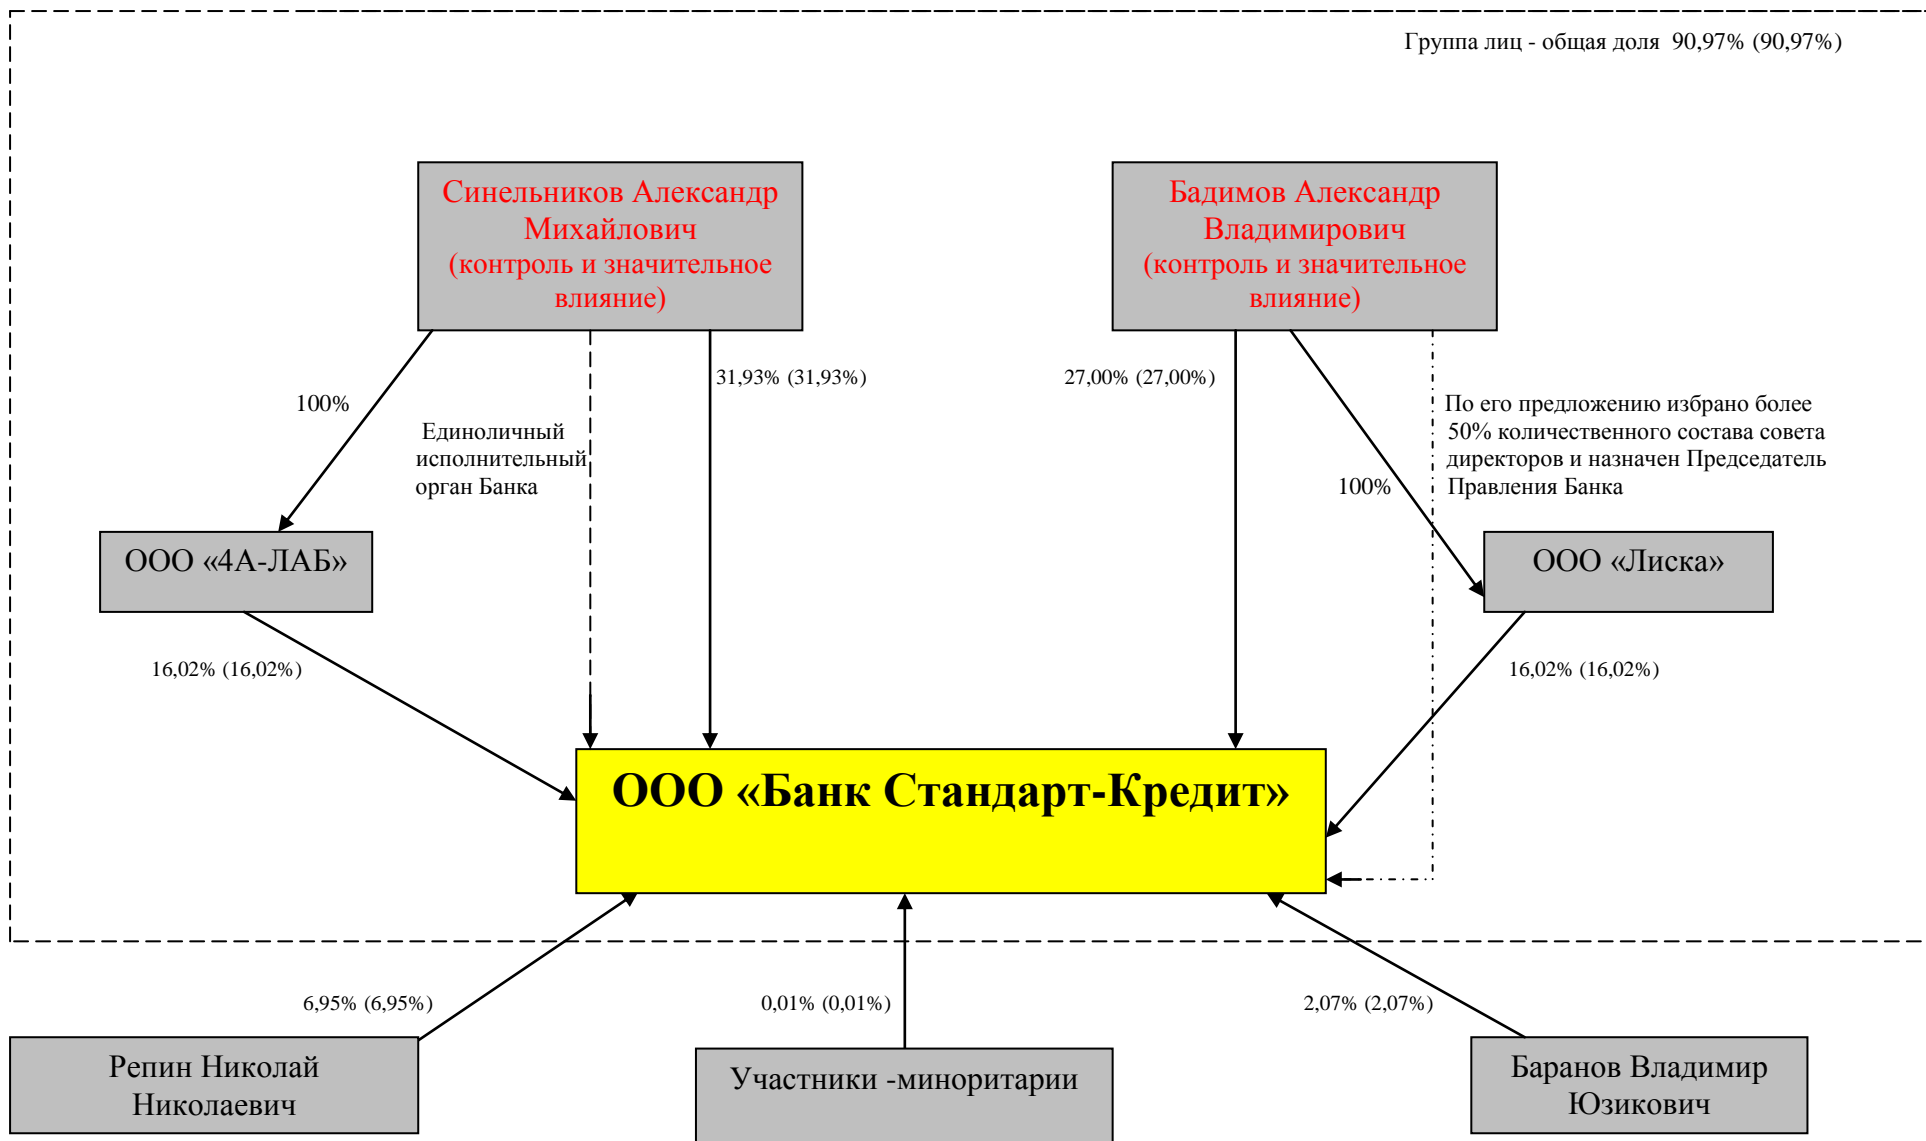 Группа лиц - общая доля 90,97% (90,97%)
Синельников Александр
Михайлович
(контроль и значительное
влияние)
Бадимов Александр
Владимирович
(контроль и значительное
влияние)
31,93% (31,93%)
27,00% (27,00%)
100%
Единоличный
исполнительный
орган Банка
По его предложению избрано более
50% количественного состава совета
директоров и назначен Председатель
Правления Банка
100%
ООО «4А-ЛАБ»
ООО «Лиска»
16,02% (16,02%)
16,02% (16,02%)
ООО «Банк Стандарт-Кредит»
6,95% (6,95%)
0,01% (0,01%)
2,07% (2,07%)
Репин Николай
Николаевич
Участники -миноритарии
Баранов Владимир
Юзикович